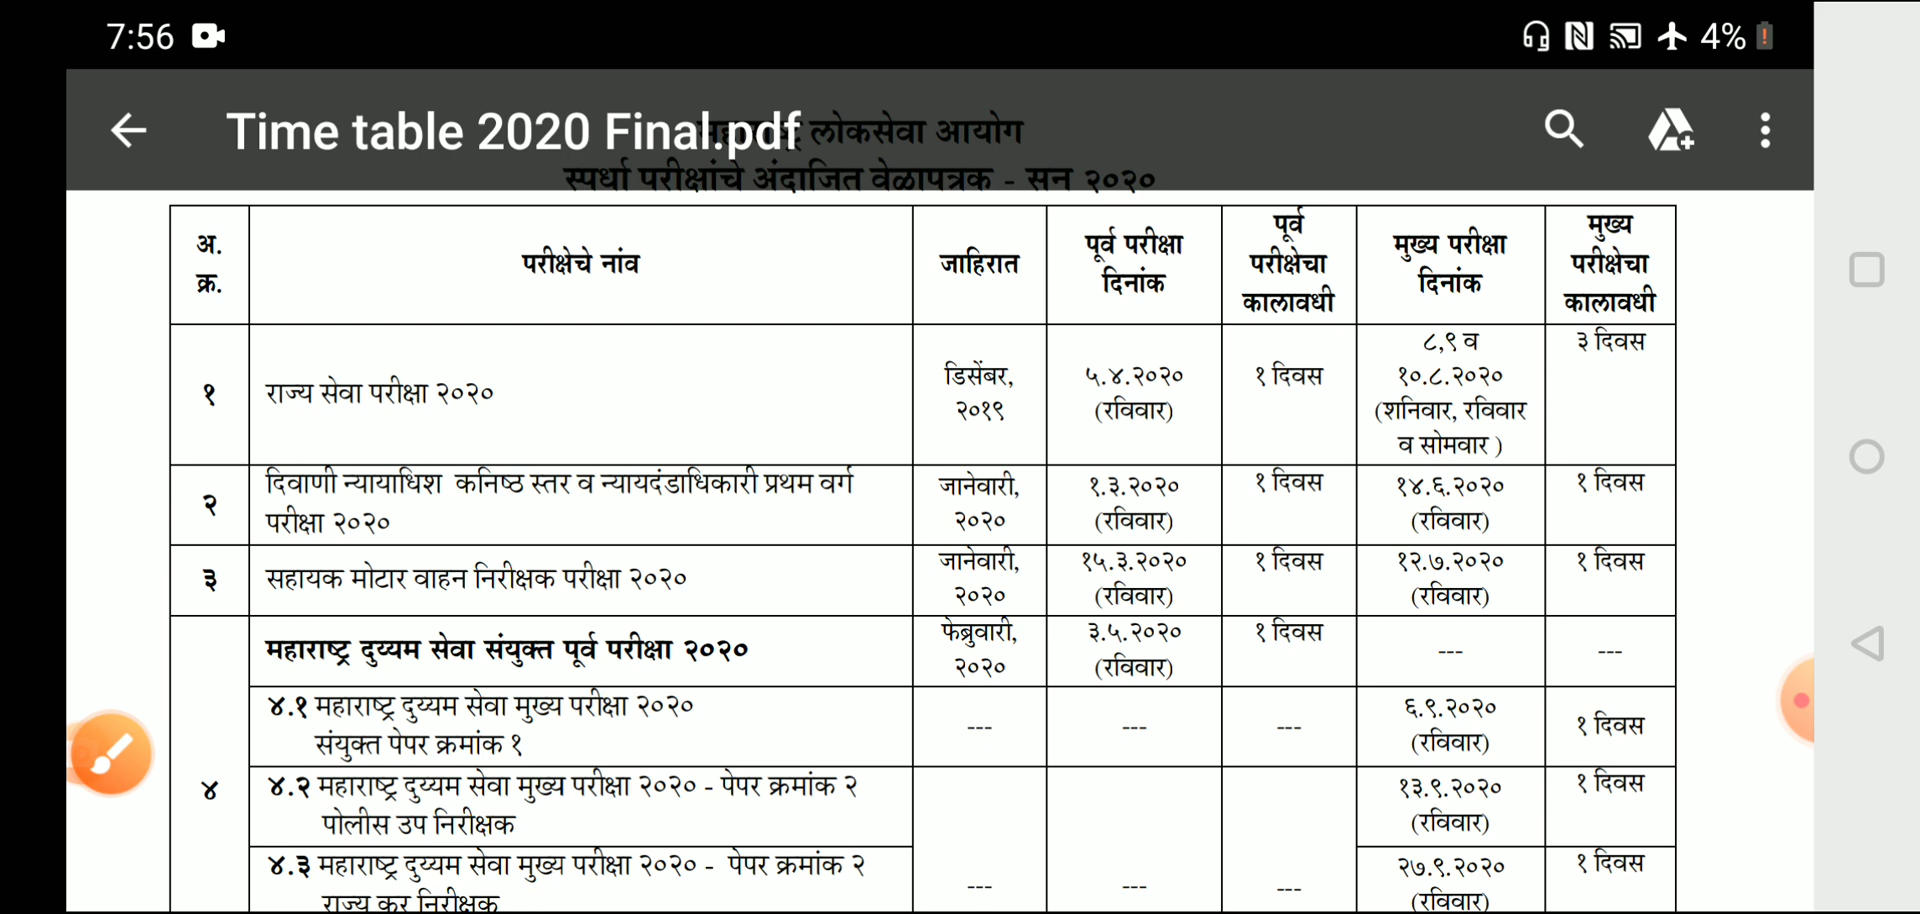 7:56
4%
Time table 2020 Final.pdf
महाराष्ट्र लोकसेवा आयोग
स्पर्धा परीक्षांचे अंदाजित वेळापत्रक - सन २०२०
अ.
क्र.
परीक्षेचे नांव
जाहिरात
पूर्व परीक्षा
दिनांक
पूर्व
परीक्षेचा
कालावधी
मुख्य परीक्षा
दिनांक
मुख्य
परीक्षेचा
कालावधी
१
राज्य सेवा परीक्षा २०२०
डिसेंबर,
२०१९
५.४.२०२०
(रविवार)
१ दिवस
८,९ व
१०.८.२०२०
(शनिवार, रविवार
व सोमवार )
३ दिवस
२
दिवाणी न्यायाधिश कनिष्ठ स्तर व न्यायदंडाधिकारी प्रथम वर्ग
परीक्षा २०२०
जानेवारी,
२०२०
१.३.२०२०
(रविवार)
१ दिवस
१४.६.२०२०
(रविवार)
१ दिवस
३
सहायक मोटार वाहन निरीक्षक परीक्षा २०२०
जानेवारी,
२०२०
१५.३.२०२०
(रविवार)
१ दिवस
१२.७.२०२०
(रविवार)
१ दिवस
४
महाराष्ट्र दुय्यम सेवा संयुक्त पूर्व परीक्षा २०२०
फेब्रुवारी,
२०२०
३.५.२०२०
(रविवार)
१ दिवस
---
---
४.१ महाराष्ट्र दुय्यम सेवा मुख्य परीक्षा २०२०
संयुक्त पेपर क्रमांक १
---
---
---
६.९.२०२०
(रविवार)
१ दिवस
४.२ महाराष्ट्र दुय्यम सेवा मुख्य परीक्षा २०२० - पेपर क्रमांक २
पोलीस उप निरीक्षक
१३.९.२०२०
(रविवार)
१ दिवस
४.३ महाराष्ट्र दुय्यम सेवा मुख्य परीक्षा २०२० - पेपर क्रमांक २
राज्य कर निरीक्षक
---
---
---
२७.९.२०२०
(रविवार)
१ दिवस